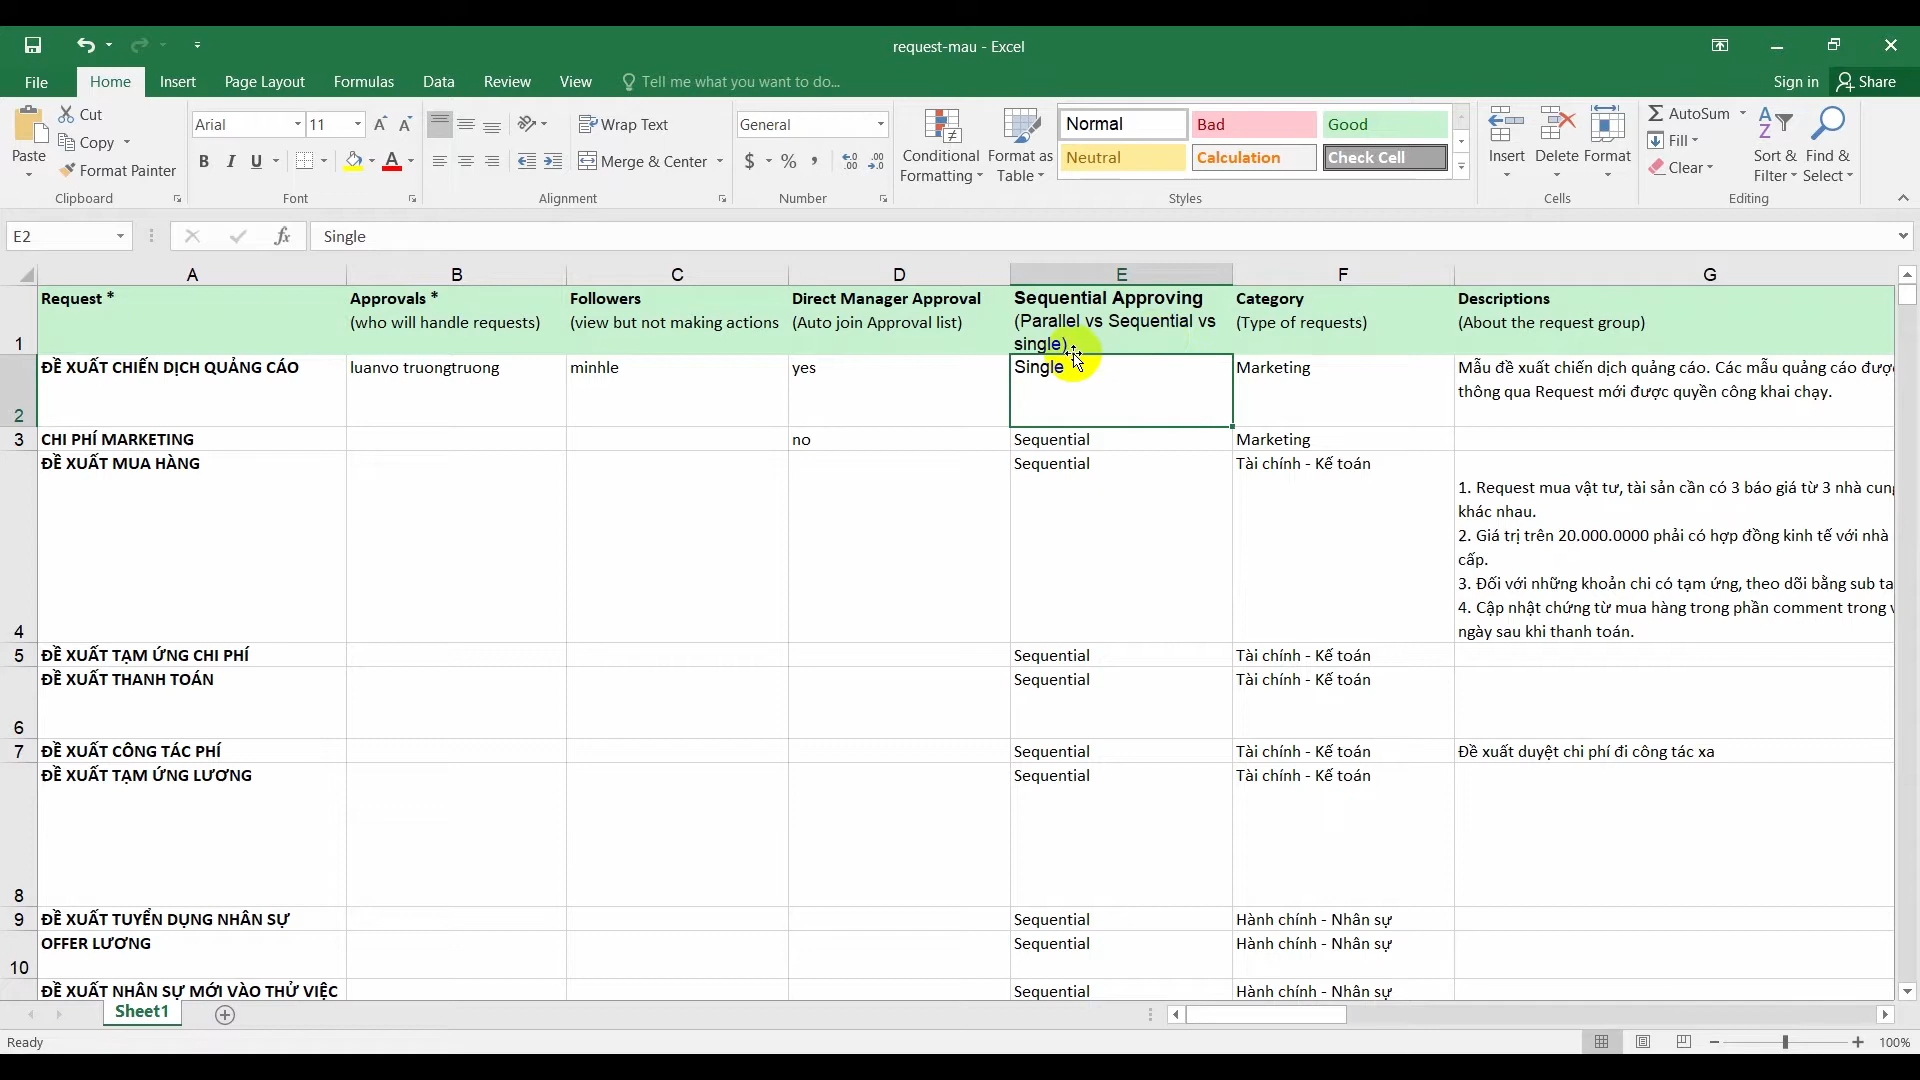 request-mau - Excel
File Home Insert Page Layout Formulas Data Review View Tell me what you want to do... Sign in Share
Paste Cut Copy Format Painter Clipboard
Arial 11 B I U A Font
Wrap Text Merge & Center Alignment
General $ % , Number
Conditional Formatting Format as Table
Normal Bad Good
Neutral Calculation Check Cell
Styles
Insert Delete Format Cells
AutoSum Fill Clear Sort & Filter Find & Select Editing
E2 fx Single
A B C D E F G
1 Request * Approvals * Followers Direct Manager Approval Sequential Approving Category Descriptions
(who will handle requests) (view but not making actions (Auto join Approval list) (Parallel vs Sequential vs single) (Type of requests) (About the request group)
2 ĐỀ XUẤT CHIẾN DỊCH QUẢNG CÁO luanvo truongtruong minhle yes Single Marketing Mẫu đề xuất chiến dịch quảng cáo. Các mẫu quảng cáo đượ
thông qua Request mới được quyền công khai chạy.
3 CHI PHÍ MARKETING no Sequential Marketing
4 ĐỀ XUẤT MUA HÀNG Sequential Tài chính - Kế toán
1. Request mua vật tư, tài sản cần có 3 báo giá từ 3 nhà cun
khác nhau.
2. Giá trị trên 20.000.0000 phải có hợp đồng kinh tế với nhà
cấp.
3. Đối với những khoản chi có tạm ứng, theo dõi bằng sub ta
4. Cập nhật chứng từ mua hàng trong phần comment trong
ngày sau khi thanh toán.
5 ĐỀ XUẤT TẠM ỨNG CHI PHÍ Sequential Tài chính - Kế toán
6 ĐỀ XUẤT THANH TOÁN Sequential Tài chính - Kế toán
7 ĐỀ XUẤT CÔNG TÁC PHÍ Sequential Tài chính - Kế toán Đề xuất duyệt chi phí đi công tác xa
8 ĐỀ XUẤT TẠM ỨNG LƯƠNG Sequential Tài chính - Kế toán
9 ĐỀ XUẤT TUYỂN DỤNG NHÂN SỰ Sequential Hành chính - Nhân sự
10 OFFER LƯƠNG Sequential Hành chính - Nhân sự
ĐỀ XUẤT NHÂN SỰ MỚI VÀO THỬ VIỆC Sequential Hành chính - Nhân sự
Sheet1
Ready 100%